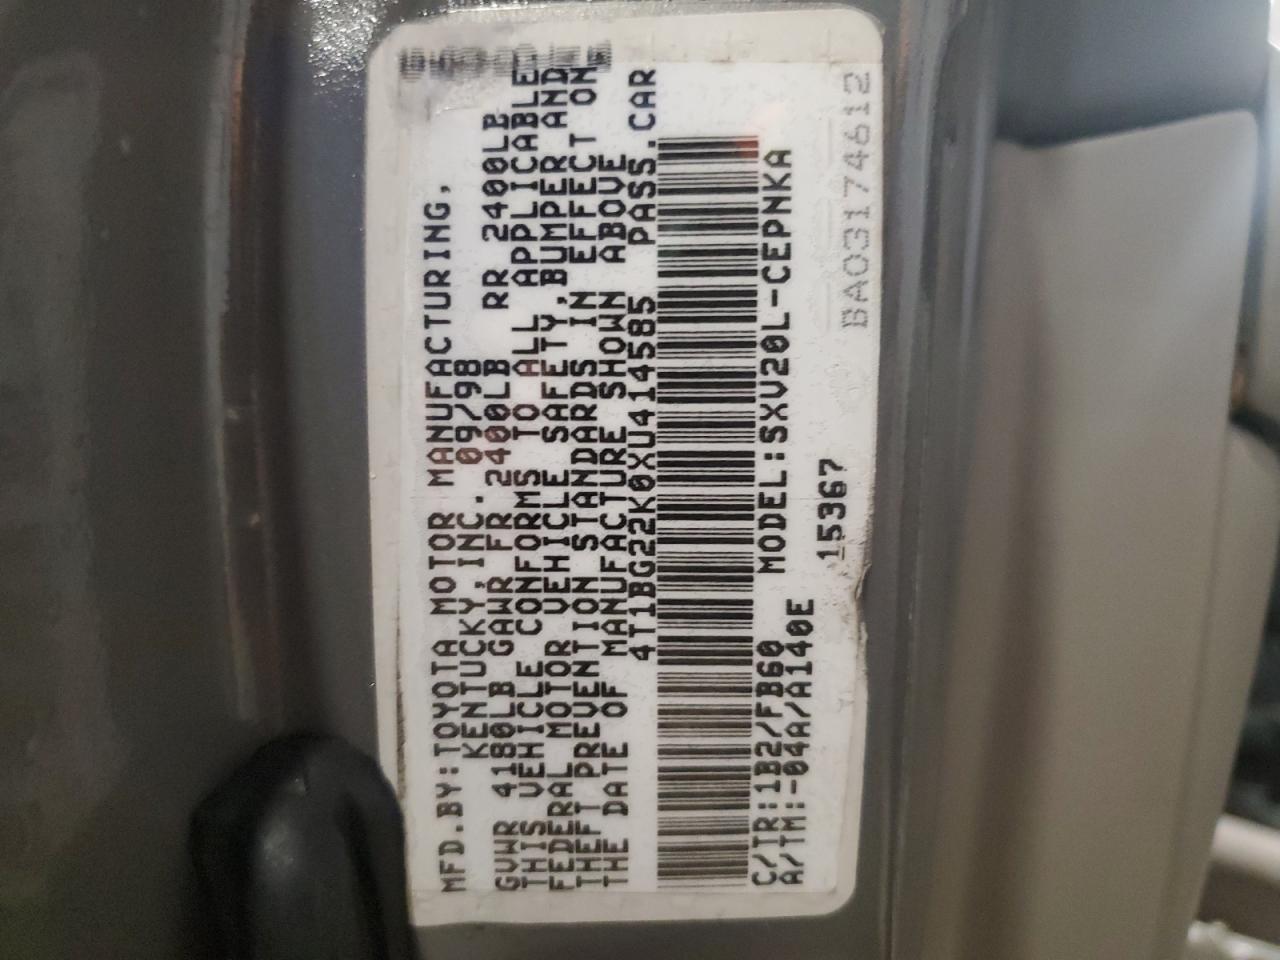 MFD.BY:TOYOTA MOTOR MANUFACTURING,
KENTUCKY,INC. 09/98
GVWR 4180LB GAWR FR 2400LB RR 2400LB
THIS VEHICLE CONFORMS TO ALL APPLICABLE
FEDERAL MOTOR VEHICLE SAFETY,BUMPER AND
THEFT PREVENTION STANDARDS IN EFFECT ON
THE DATE OF MANUFACTURE SHOWN ABOVE
4T1BG22K0XU414585 PASS.CAR
MODEL:SXV20L-CEPNKA
C/TR:1B2/FB60
A/TM:-04A/A140E
15367
BA03174612